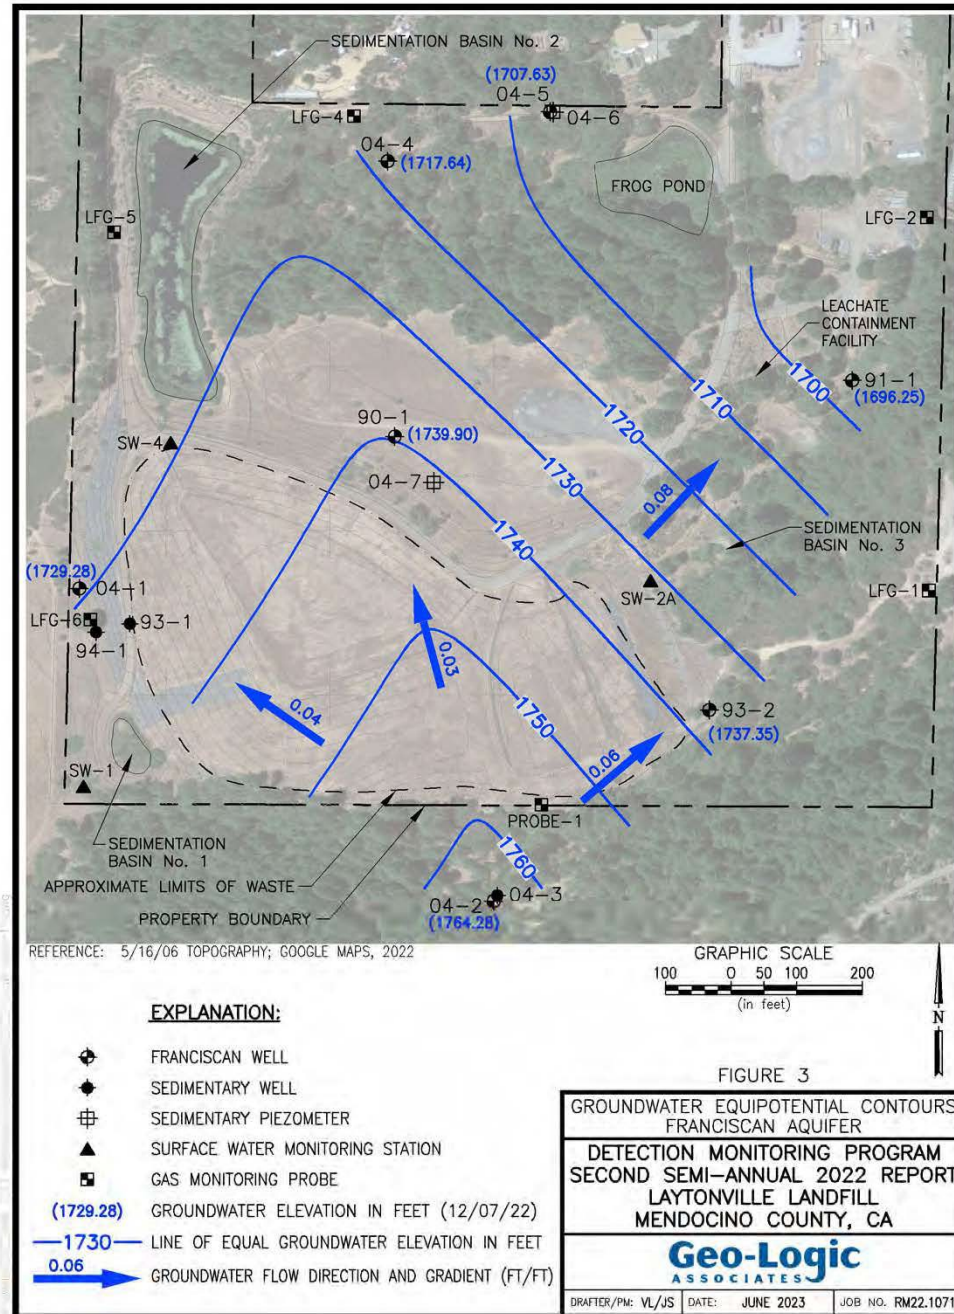 SEDIMENTATION BASIN No. 2
(1707.63)
04-5
04-6
LFG-4
04-4
(1717.64)
FROG POND
LFG-5
LFG-2
LEACHATE
CONTAINMENT
FACILITY
1700
91-1
(1696.25)
1710
1720
90-1
(1739.90)
SW-4
04-7
1730
0.08
1740
SEDIMENTATION
BASIN No. 3
(1729.28)
04-1
SW-2A
LFG-1
LFG-6
93-1
94-1
0.03
0.04
1750
93-2
(1737.35)
0.06
SW-1
PROBE-1
SEDIMENTATION
BASIN No. 1
1760
APPROXIMATE LIMITS OF WASTE
04-3
04-2
PROPERTY BOUNDARY
(1764.28)
REFERENCE: 5/16/06 TOPOGRAPHY; GOOGLE MAPS, 2022
GRAPHIC SCALE
100 0 50 100 200
(in feet)
N
EXPLANATION:
FRANCISCAN WELL
SEDIMENTARY WELL
SEDIMENTARY PIEZOMETER
SURFACE WATER MONITORING STATION
GAS MONITORING PROBE
(1729.28) GROUNDWATER ELEVATION IN FEET (12/07/22)
1730 LINE OF EQUAL GROUNDWATER ELEVATION IN FEET
0.06 GROUNDWATER FLOW DIRECTION AND GRADIENT (FT/FT)
FIGURE 3
GROUNDWATER EQUIPOTENTIAL CONTOURS
FRANCISCAN AQUIFER
DETECTION MONITORING PROGRAM
SECOND SEMI-ANNUAL 2022 REPORT
LAYTONVILLE LANDFILL
MENDOCINO COUNTY, CA
Geo-Logic
ASSOCIATES
DRAFTER/PM: VL/JS DATE: JUNE 2023 JOB NO. RM22.1071